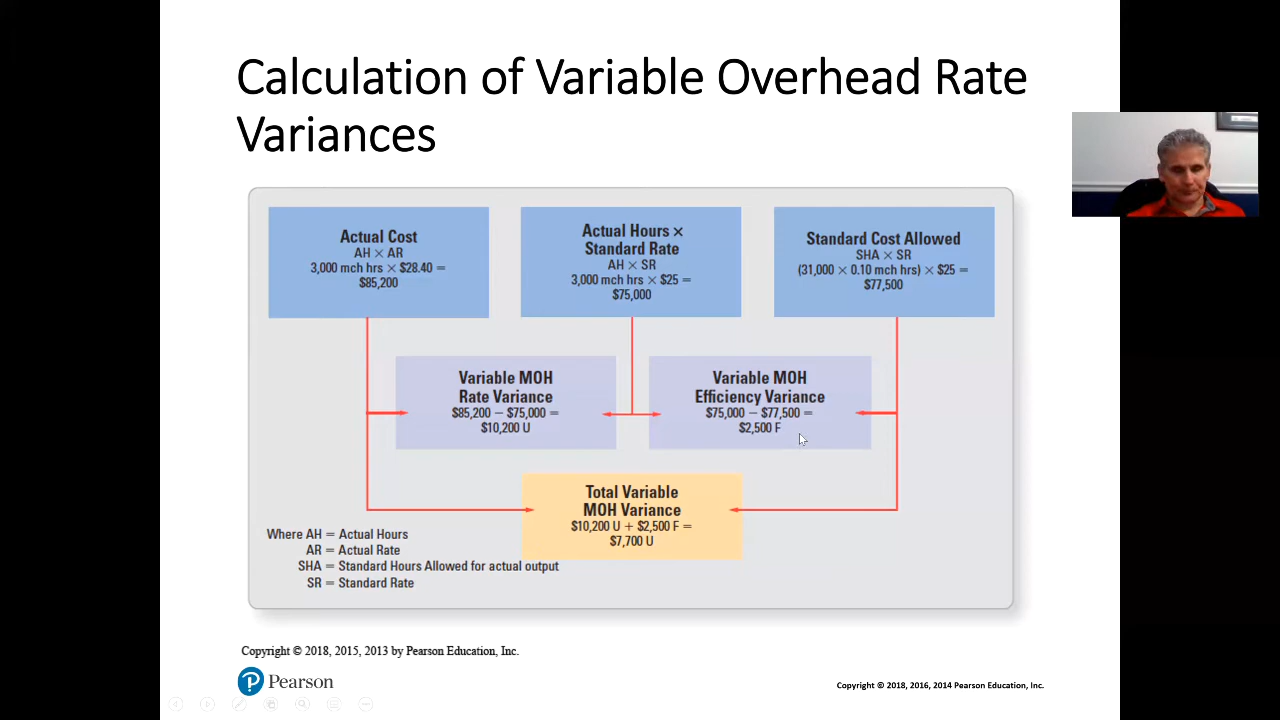 Calculation of Variable Overhead Rate
Variances
Actual Cost
AH × AR
3,000 mch hrs × $28.40 =
$85,200
Actual Hours ×
Standard Rate
AH × SR
3,000 mch hrs × $25 =
$75,000
Standard Cost Allowed
SHA × SR
(31,000 × 0.10 mch hrs) × $25 =
$77,500
Variable MOH
Rate Variance
$85,200 − $75,000 =
$10,200 U
Variable MOH
Efficiency Variance
$75,000 − $77,500 =
$2,500 F
Total Variable
MOH Variance
$10,200 U + $2,500 F =
$7,700 U
Where AH = Actual Hours
AR = Actual Rate
SHA = Standard Hours Allowed for actual output
SR = Standard Rate
Copyright © 2018, 2015, 2013 by Pearson Education, Inc.
P Pearson
Copyright © 2018, 2016, 2014 Pearson Education, Inc.